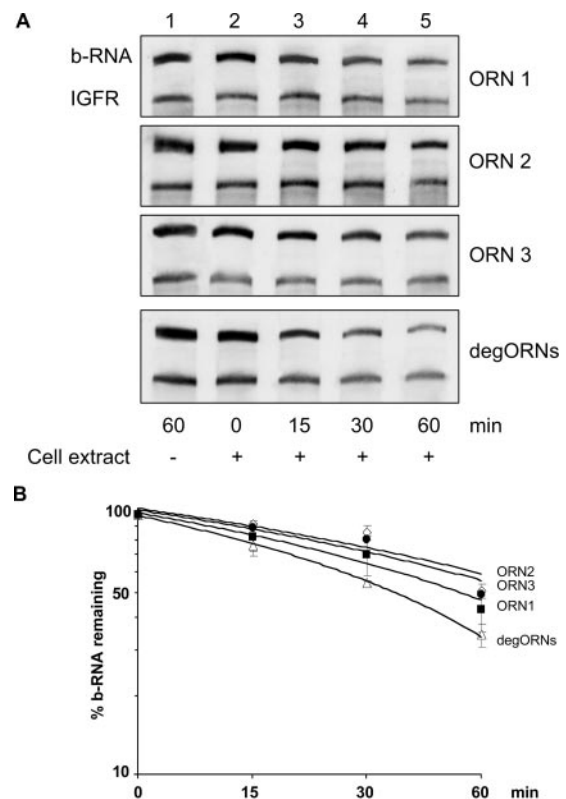 A
1 2 3 4 5
b-RNA
IGFR
ORN 1
ORN 2
ORN 3
degORNs
60 0 15 30 60 min
Cell extract - + + + +
B
% b-RNA remaining
100
50
10
ORN2
ORN3
ORN1
degORNs
0 15 30 60 min